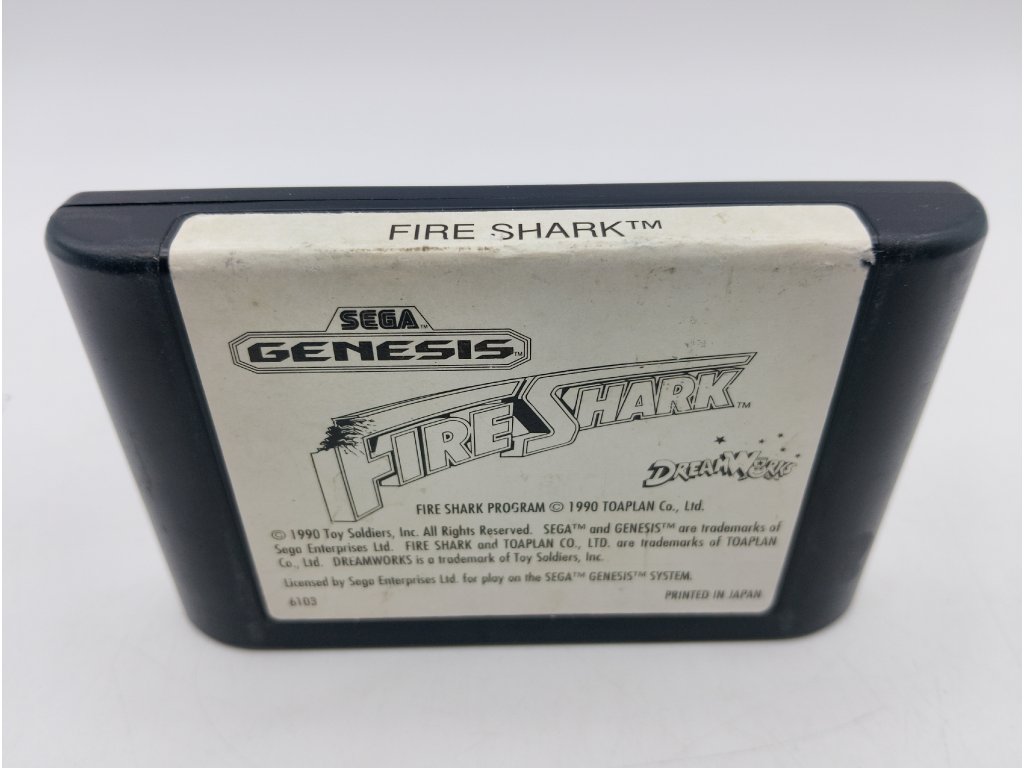 FIRE SHARK™
SEGA™
GENESIS™
FIRE SHARK™
DREAMWORKS
FIRE SHARK PROGRAM © 1990 TOAPLAN Co., Ltd.
© 1990 Toy Soldiers, Inc. All Rights Reserved. SEGA™ and GENESIS™ are trademarks of
Sega Enterprises Ltd. FIRE SHARK and TOAPLAN CO., LTD. are trademarks of TOAPLAN
Co., Ltd. DREAMWORKS is a trademark of Toy Soldiers, Inc.
Licensed by Sega Enterprises Ltd. for play on the SEGA™ GENESIS™ SYSTEM.
6103
PRINTED IN JAPAN